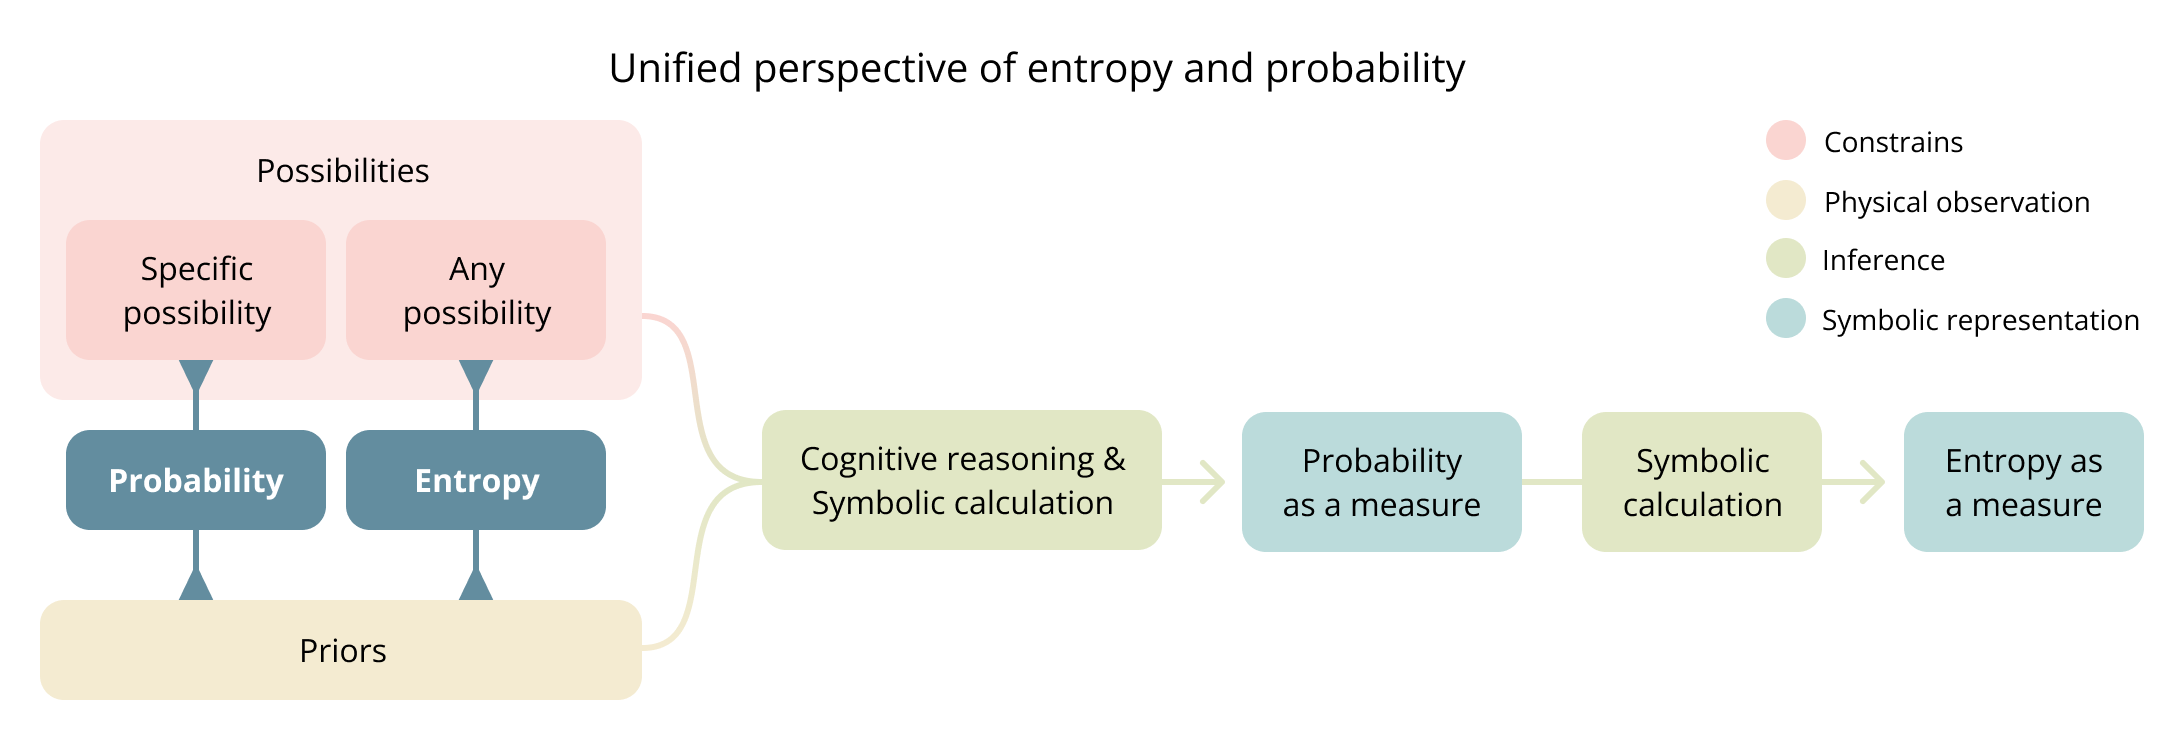 Unified perspective of entropy and probability
Possibilities
Specific
possibility
Any
possibility
Probability
Entropy
Priors
Cognitive reasoning &
Symbolic calculation
Probability
as a measure
Symbolic
calculation
Entropy as
a measure
Constrains
Physical observation
Inference
Symbolic representation